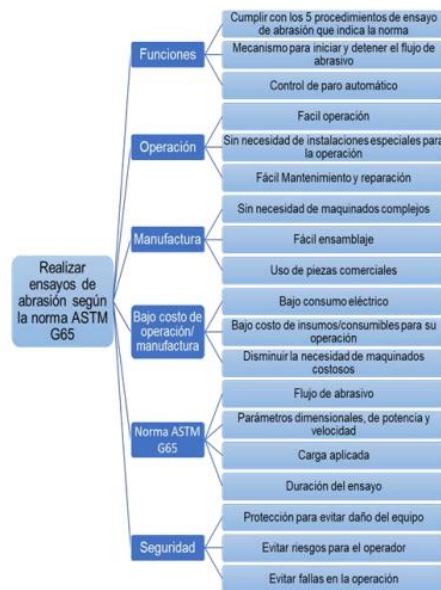 Realizar
ensayos de
abrasión según
la norma ASTM
G65
Funciones
Cumplir con los 5 procedimientos de ensayo
de abrasión que indica la norma
Mecanismo para iniciar y detener el flujo de
abrasivo
Control de paro automático
Operación
Facil operación
Sin necesidad de instalaciones especiales para
la operación
Fácil Mantenimiento y reparación
Manufactura
Sin necesidad de maquinados complejos
Fácil ensamblaje
Uso de piezas comerciales
Bajo costo de
operación/
manufactura
Bajo consumo eléctrico
Bajo costo de insumos/consumibles para su
operación
Disminuir la necesidad de maquinados
costosos
Norma ASTM
G65
Flujo de abrasivo
Parámetros dimensionales, de potencia y
velocidad
Carga aplicada
Duración del ensayo
Seguridad
Protección para evitar daño del equipo
Evitar riesgos para el operador
Evitar fallas en la operación